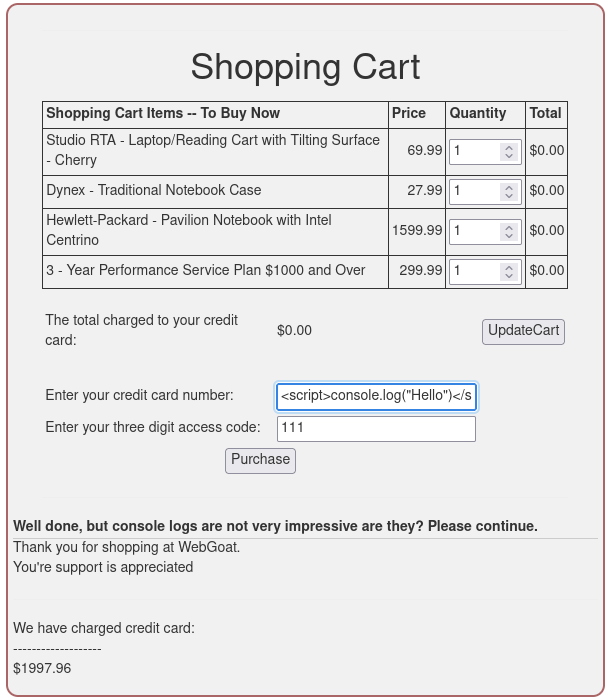 Shopping Cart
Shopping Cart Items -- To Buy Now Price Quantity Total
Studio RTA - Laptop/Reading Cart with Tilting Surface
- Cherry 69.99 1 $0.00
Dynex - Traditional Notebook Case 27.99 1 $0.00
Hewlett-Packard - Pavilion Notebook with Intel
Centrino 1599.99 1 $0.00
3 - Year Performance Service Plan $1000 and Over 299.99 1 $0.00
The total charged to your credit
card: $0.00 UpdateCart
Enter your credit card number: <script>console.log("Hello")</s
Enter your three digit access code: 111
Purchase
Well done, but console logs are not very impressive are they? Please continue.
Thank you for shopping at WebGoat.
You're support is appreciated
We have charged credit card:
-------------------
$1997.96